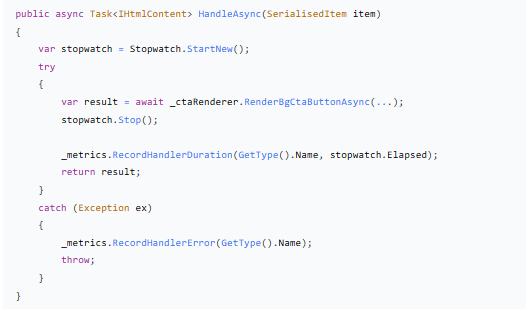 public async Task<IHtmlContent> HandleAsync(SerialisedItem item)
{
    var stopwatch = Stopwatch.StartNew();
    try
    {
        var result = await _ctaRenderer.RenderBgCtaButtonAsync(...);
        stopwatch.Stop();

        _metrics.RecordHandlerDuration(GetType().Name, stopwatch.Elapsed);
        return result;
    }
    catch (Exception ex)
    {
        _metrics.RecordHandlerError(GetType().Name);
        throw;
    }
}